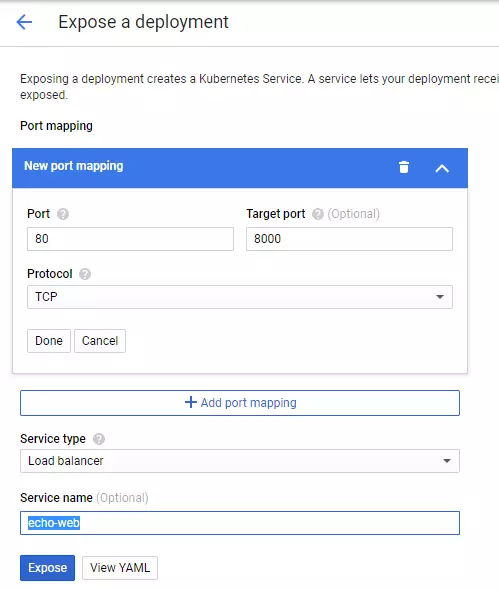 Expose a deployment
Exposing a deployment creates a Kubernetes Service. A service lets your deployment recei
exposed.
Port mapping
New port mapping
Port
Target port (Optional)
80
8000
Protocol
TCP
Done Cancel
Add port mapping
Service type
Load balancer
Service name (Optional)
echo-web
Expose View YAML